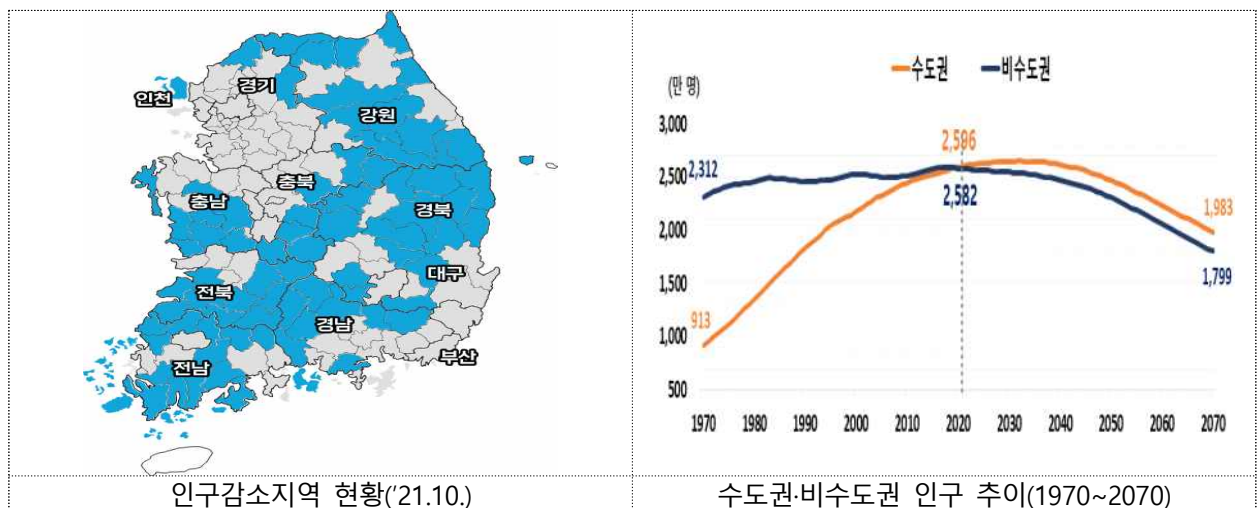 인천
경기
강원
충남
충북
경북
대구
전북
경남
전남
부산
인구감소지역 현황('21.10.)
수도권 비수도권
(만 명)
3,000
2,500
2,000
1,500
1,000
500
2,312
913
2,596
2,582
1,983
1,799
1970 1980 1990 2000 2010 2020 2030 2040 2050 2060 2070
수도권·비수도권 인구 추이(1970~2070)